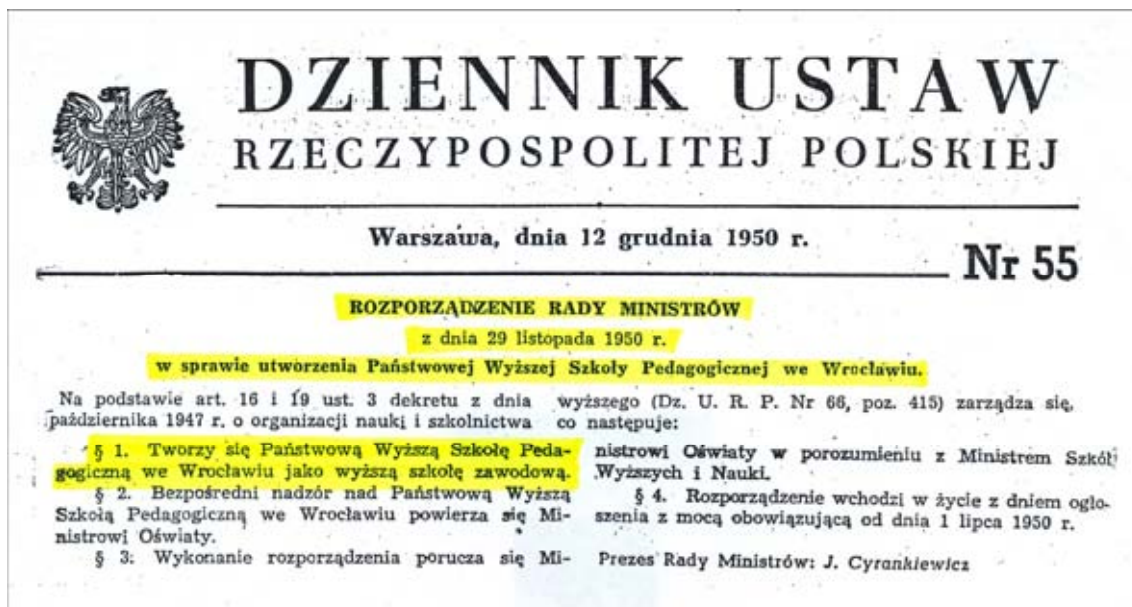 DZIENNIK USTAW
RZECZYPOSPOLITEJ POLSKIEJ
Warszawa, dnia 12 grudnia 1950 r.
Nr 55
ROZPORZĄDZENIE RADY MINISTRÓW
z dnia 29 listopada 1950 r.
w sprawie utworzenia Państwowej Wyższej Szkoły Pedagogicznej we Wrocławiu.
Na podstawie art. 16 i 19 ust. 3 dekretu z dnia
października 1947 r. o organizacji nauki i szkolnictwa
wyższego (Dz. U. R. P. Nr 66, poz. 415) zarządza się,
co następuje:
§ 1. Tworzy się Państwową Wyższą Szkołę Peda-
gogiczną we Wrocławiu jako wyższą szkołę zawodową.
§ 2. Bezpośredni nadzór nad Państwową Wyższą
Szkołą Pedagogiczną we Wrocławiu powierza się Mi-
nistrowi Oświaty.
§ 3. Wykonanie rozporządzenia porucza się Mi-
nistrowi Oświaty w porozumieniu z Ministrem Szkół
Wyższych i Nauki.
§ 4. Rozporządzenie wchodzi w życie z dniem ogło-
szenia z mocą obowiązującą od dnia 1 lipca 1950 r.
Prezes Rady Ministrów: J. Cyrankiewicz